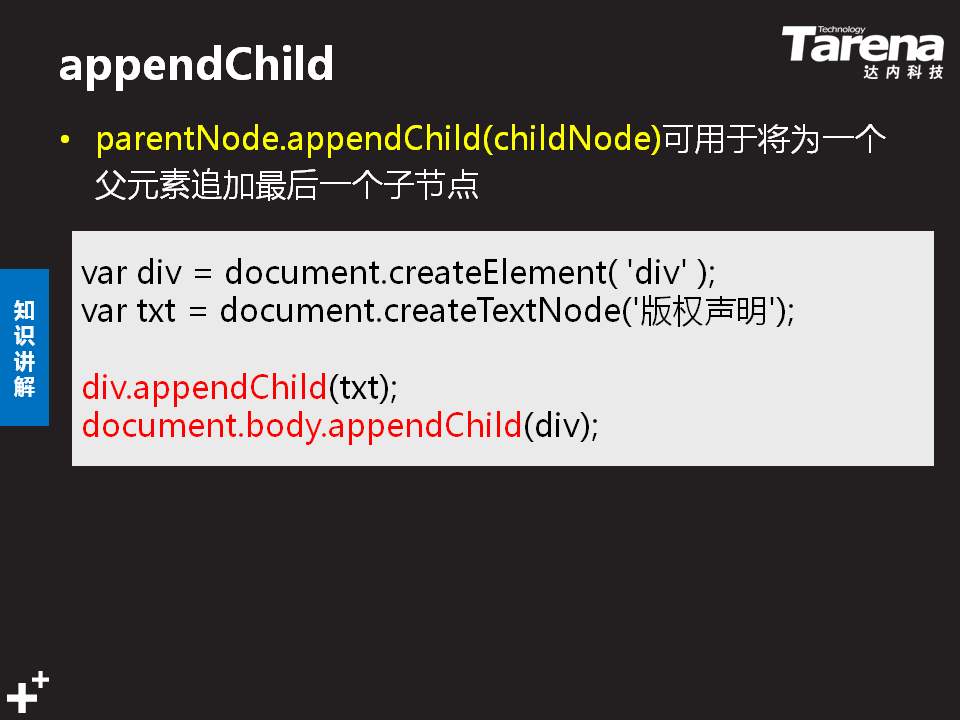 appendChild
Technology
Tarena
达内科技
• parentNode.appendChild(childNode)可用于将为一个
父元素追加最后一个子节点
知识讲解
var div = document.createElement( 'div' );
var txt = document.createTextNode('版权声明');
div.appendChild(txt);
document.body.appendChild(div);